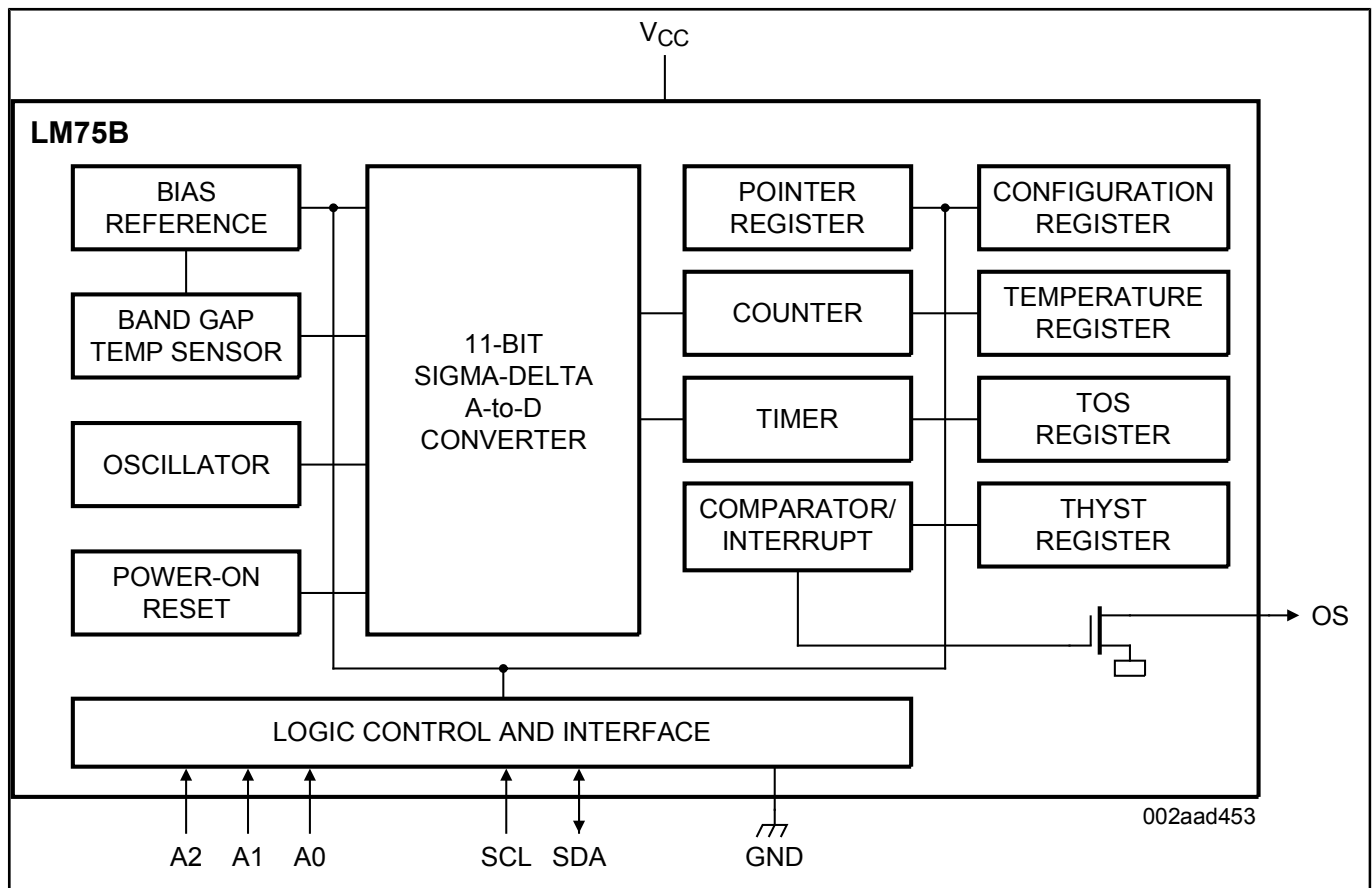 VCC
LM75B
BIAS
REFERENCE
BAND GAP
TEMP SENSOR
OSCILLATOR
POWER-ON
RESET
11-BIT
SIGMA-DELTA
A-to-D
CONVERTER
POINTER
REGISTER
CONFIGURATION
REGISTER
COUNTER
TEMPERATURE
REGISTER
TIMER
TOS
REGISTER
COMPARATOR/
INTERRUPT
THYST
REGISTER
OS
LOGIC CONTROL AND INTERFACE
002aad453
A2 A1 A0 SCL SDA GND